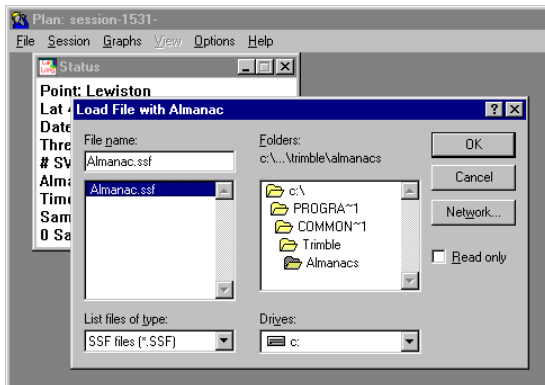 Plan: session-1531-
File Session Graphs View Options Help
Status
Point: Lewiston
Lat 4
Date
Thre
# SV
Alma
Time
Sam
0 Sa
Load File with Almanac
File name:
Almanac.ssf
Almanac.ssf
List files of type:
SSF files (*.SSF)
Folders:
c:\...\trimble\almanacs
c:\
PROGRA~1
COMMON~1
Trimble
Almanacs
Drives:
c:
OK
Cancel
Network...
Read only